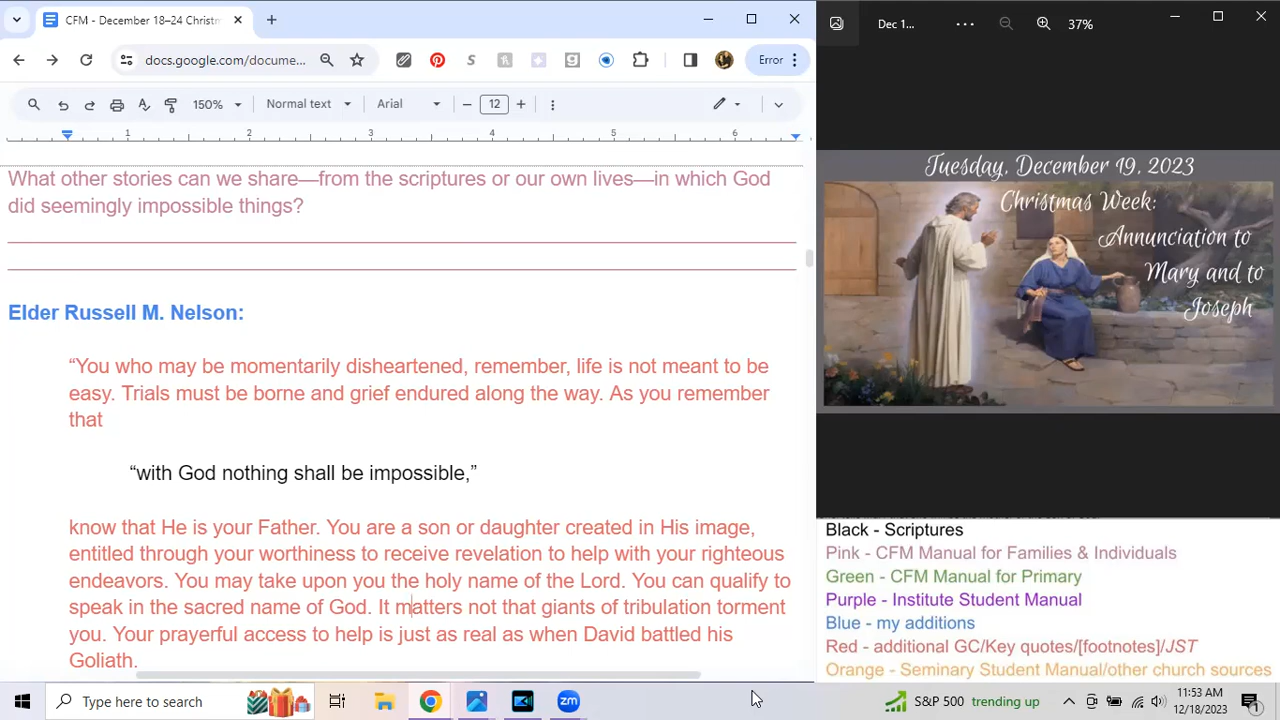 CFM - December 18–24 Christm
docs.google.com/docume...
Error
150%
Normal text
Arial
12
1 2 3 4 5 6
What other stories can we share—from the scriptures or our own lives—in which God
did seemingly impossible things?
Elder Russell M. Nelson:
“You who may be momentarily disheartened, remember, life is not meant to be
easy. Trials must be borne and grief endured along the way. As you remember
that
“with God nothing shall be impossible,”
know that He is your Father. You are a son or daughter created in His image,
entitled through your worthiness to receive revelation to help with your righteous
endeavors. You may take upon you the holy name of the Lord. You can qualify to
speak in the sacred name of God. It matters not that giants of tribulation torment
you. Your prayerful access to help is just as real as when David battled his
Goliath.
Dec 1...
37%
Tuesday, December 19, 2023
Christmas Week:
Annunciation to
Mary and to
Joseph
Black - Scriptures
Pink - CFM Manual for Families & Individuals
Green - CFM Manual for Primary
Purple - Institute Student Manual
Blue - my additions
Red - additional GC/Key quotes/[footnotes]/JST
Orange - Seminary Student Manual/other church sources
Type here to search
zm
S&P 500 trending up
11:53 AM
12/18/2023
1